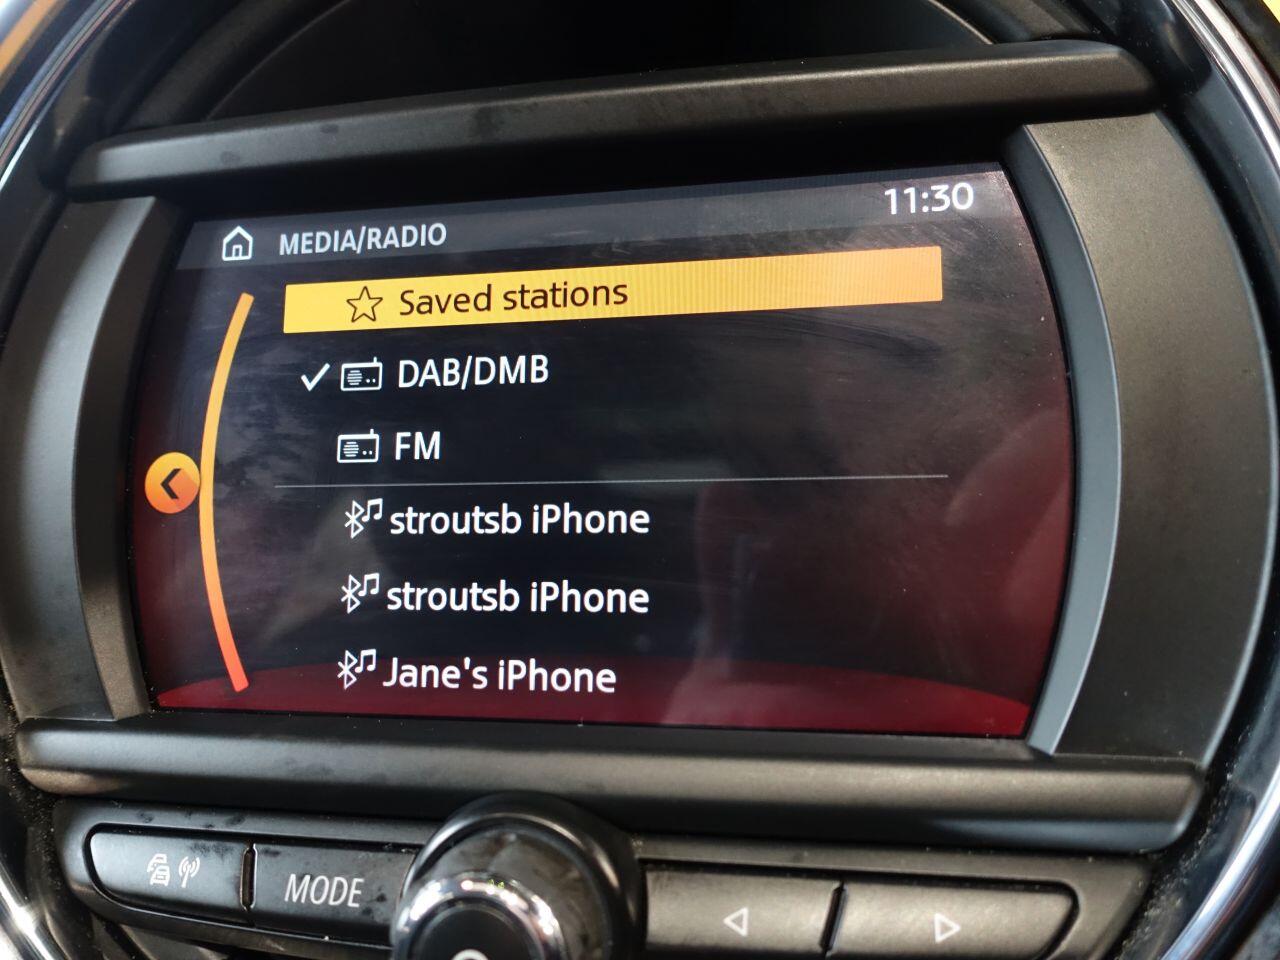 MEDIA/RADIO
11:30
Saved stations
DAB/DMB
FM
stroutsb iPhone
stroutsb iPhone
Jane's iPhone
MODE